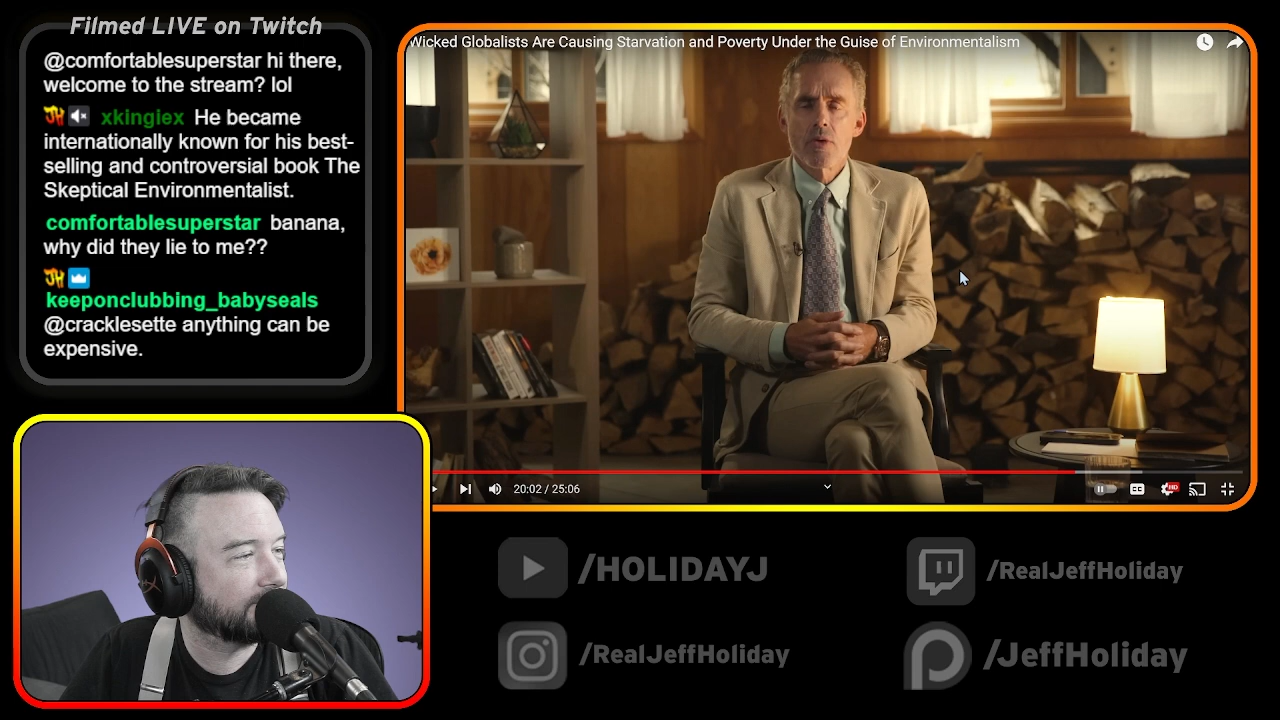 Filmed LIVE on Twitch
@comfortablesuperstar hi there,
welcome to the stream? lol
xkingiex He became
internationally known for his best-
selling and controversial book The
Skeptical Environmentalist.
comfortablesuperstar banana,
why did they lie to me??
keeponclubbing_babyseals
@cracklesette anything can be
expensive.
Wicked Globalists Are Causing Starvation and Poverty Under the Guise of Environmentalism
20:02 / 25:06
CC
HD
/HOLIDAYJ
/RealJeffHoliday
/RealJeffHoliday
/JeffHoliday